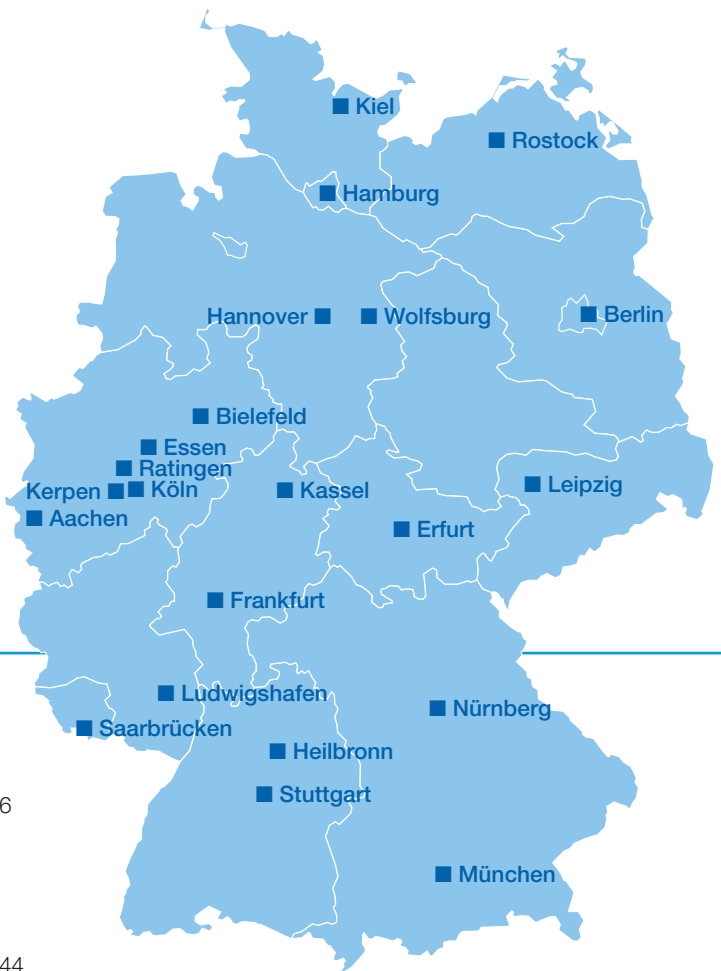 Kiel
Rostock
Hamburg
Hannover
Wolfsburg
Berlin
Bielefeld
Essen
Ratingen
Kerpen
Köln
Kassel
Leipzig
Aachen
Erfurt
Frankfurt
Ludwigshafen
Nürnberg
Saarbrücken
Heilbronn
Stuttgart
6
München
44